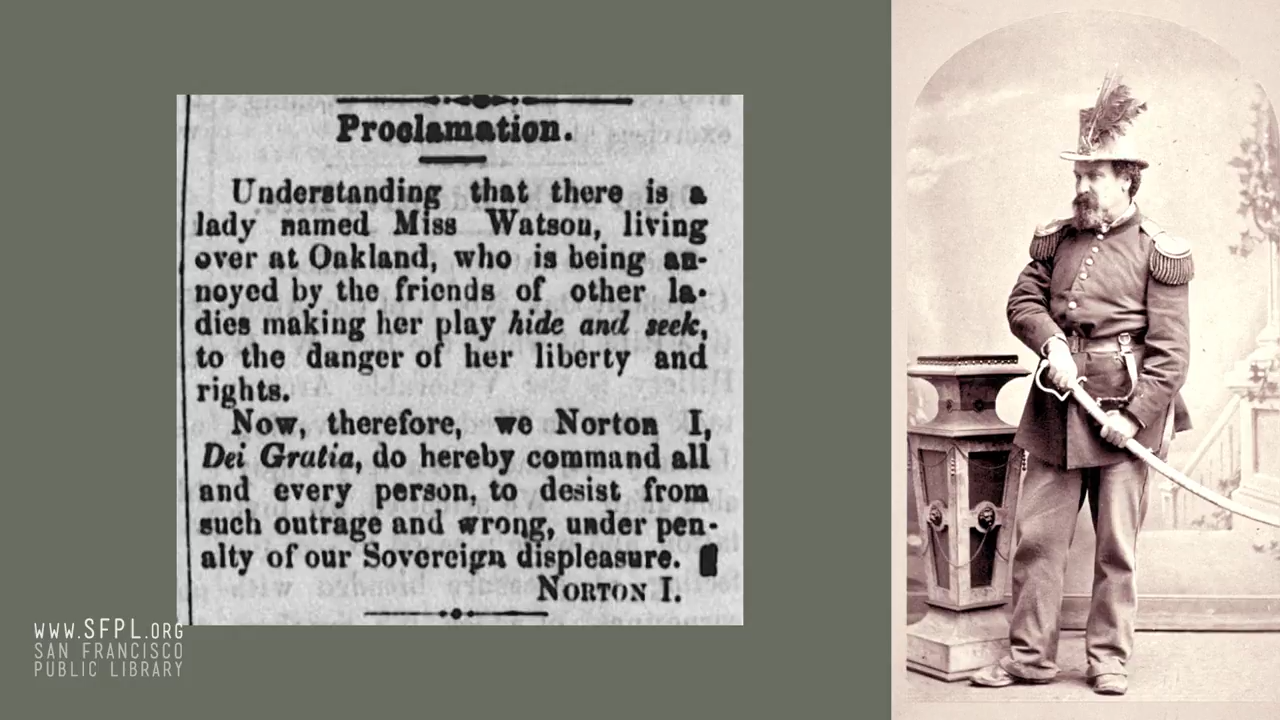 Proclamation.
Understanding that there is a
lady named Miss Watson, living
over at Oakland, who is being an-
noyed by the friends of other la-
dies making her play hide and seek,
to the danger of her liberty and
rights.
Now, therefore, we Norton I,
Dei Gratia, do hereby command all
and every person, to desist from
such outrage and wrong, under pen-
alty of our Sovereign displeasure.
NORTON I.
WWW.SFPL.ORG
SAN FRANCISCO
PUBLIC LIBRARY